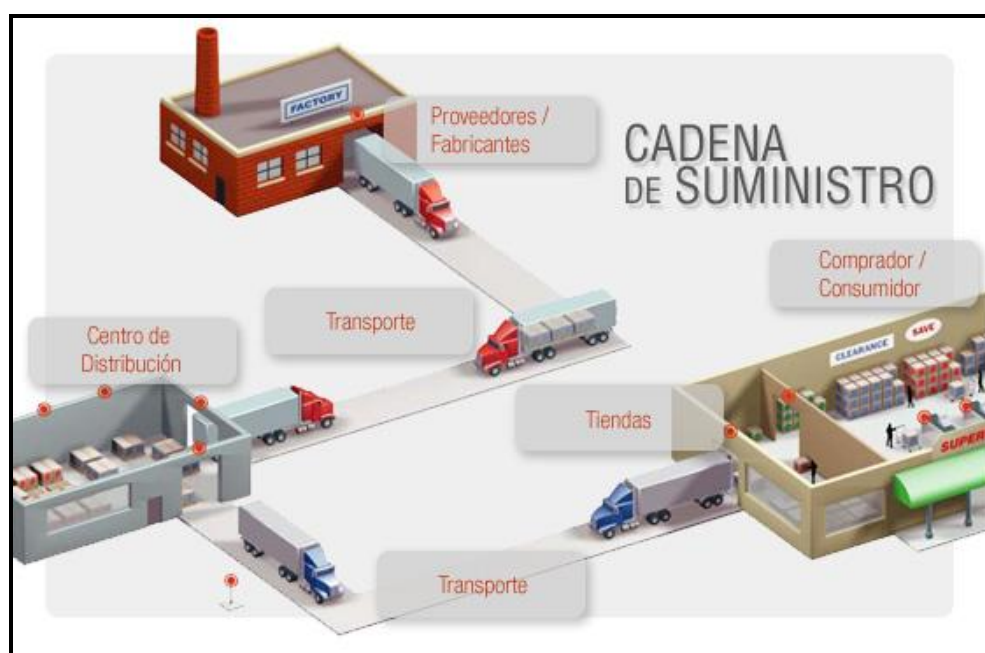 FACTORY
Proveedores /
Fabricantes
CADENA
DE SUMINISTRO
Comprador /
Consumidor
Transporte
Centro de
Distribución
SAVE
CLEARANCE
Tiendas
SUPER
Transporte